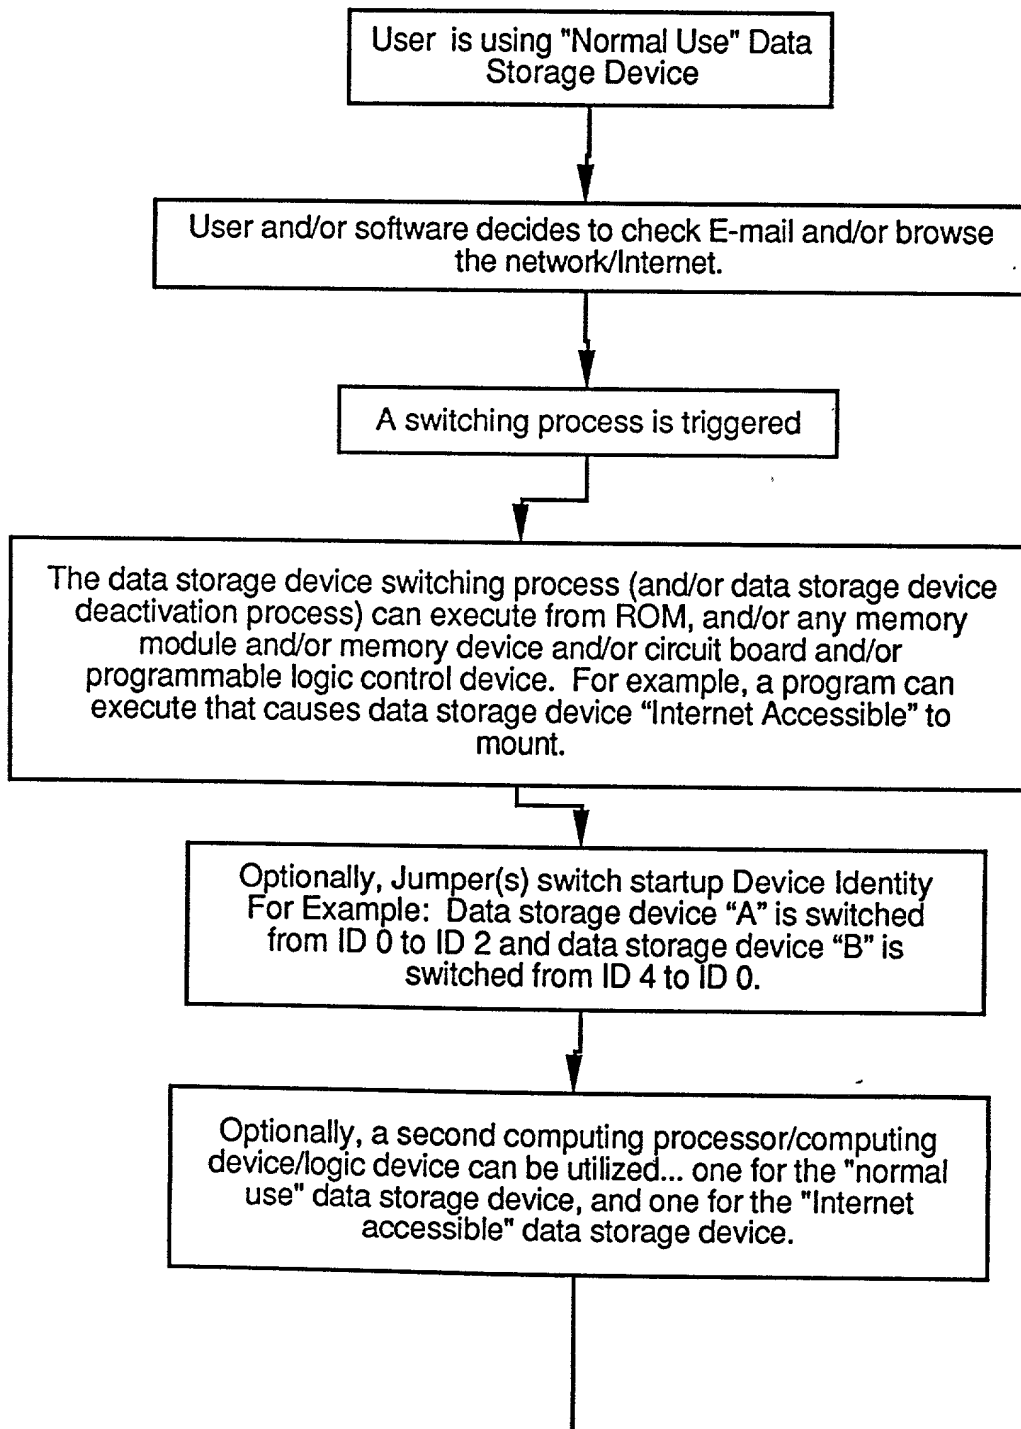 User is using "Normal Use" Data
Storage Device
User and/or software decides to check E-mail and/or browse
the network/Internet.
A switching process is triggered
The data storage device switching process (and/or data storage device
deactivation process) can execute from ROM, and/or any memory
module and/or memory device and/or circuit board and/or
programmable logic control device. For example, a program can
execute that causes data storage device “Internet Accessible” to
mount.
Optionally, Jumper(s) switch startup Device Identity
For Example: Data storage device “A” is switched
from ID 0 to ID 2 and data storage device “B” is
switched from ID 4 to ID 0.
Optionally, a second computing processor/computing
device/logic device can be utilized... one for the "normal
use" data storage device, and one for the "Internet
accessible" data storage device.